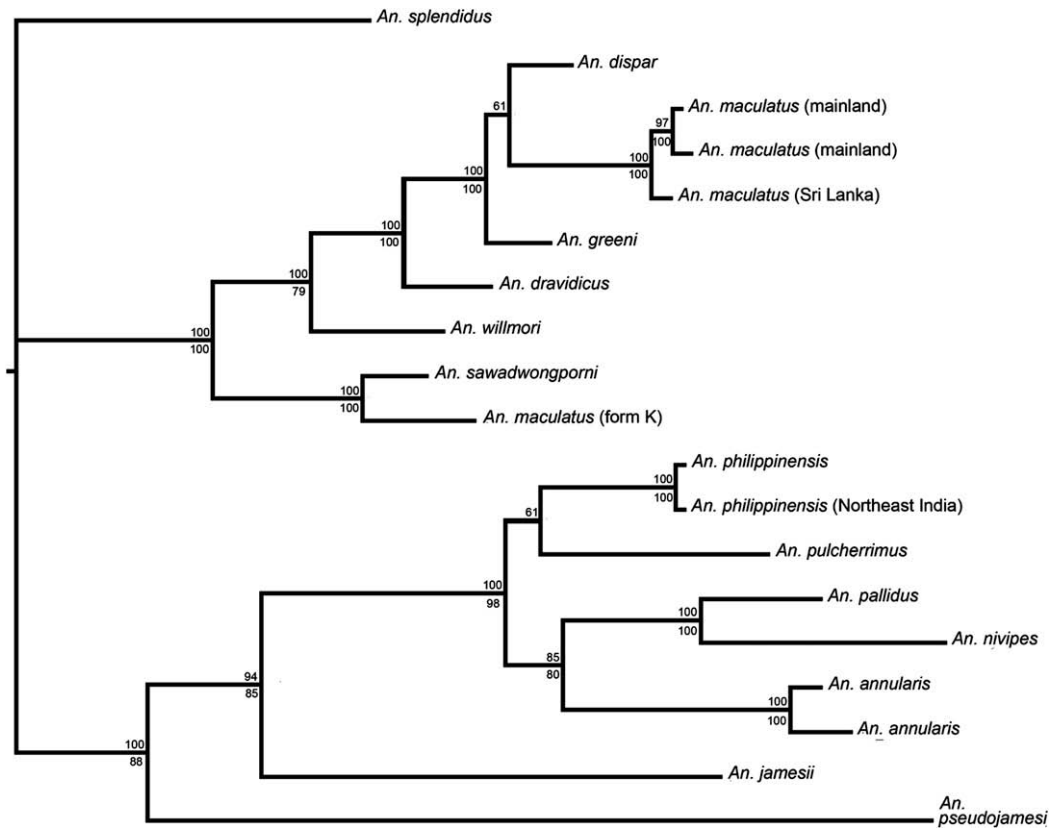 An. splendidus
An. dispar
61
An. maculatus (mainland)
97
100
An. maculatus (mainland)
100
100
An. maculatus (Sri Lanka)
100
100
An. greeni
100
100
An. dravidicus
100
79
An. willmori
100
100
An. sawadwongporni
100
100
An. maculatus (form K)
An. philippinensis
100
100
An. philippinensis (Northeast India)
61
An. pulcherrimus
100
98
An. pallidus
100
100
An. nivipes
85
80
An. annularis
100
100
An. annularis
94
85
An. jamesii
100
88
An.
pseudojamesi